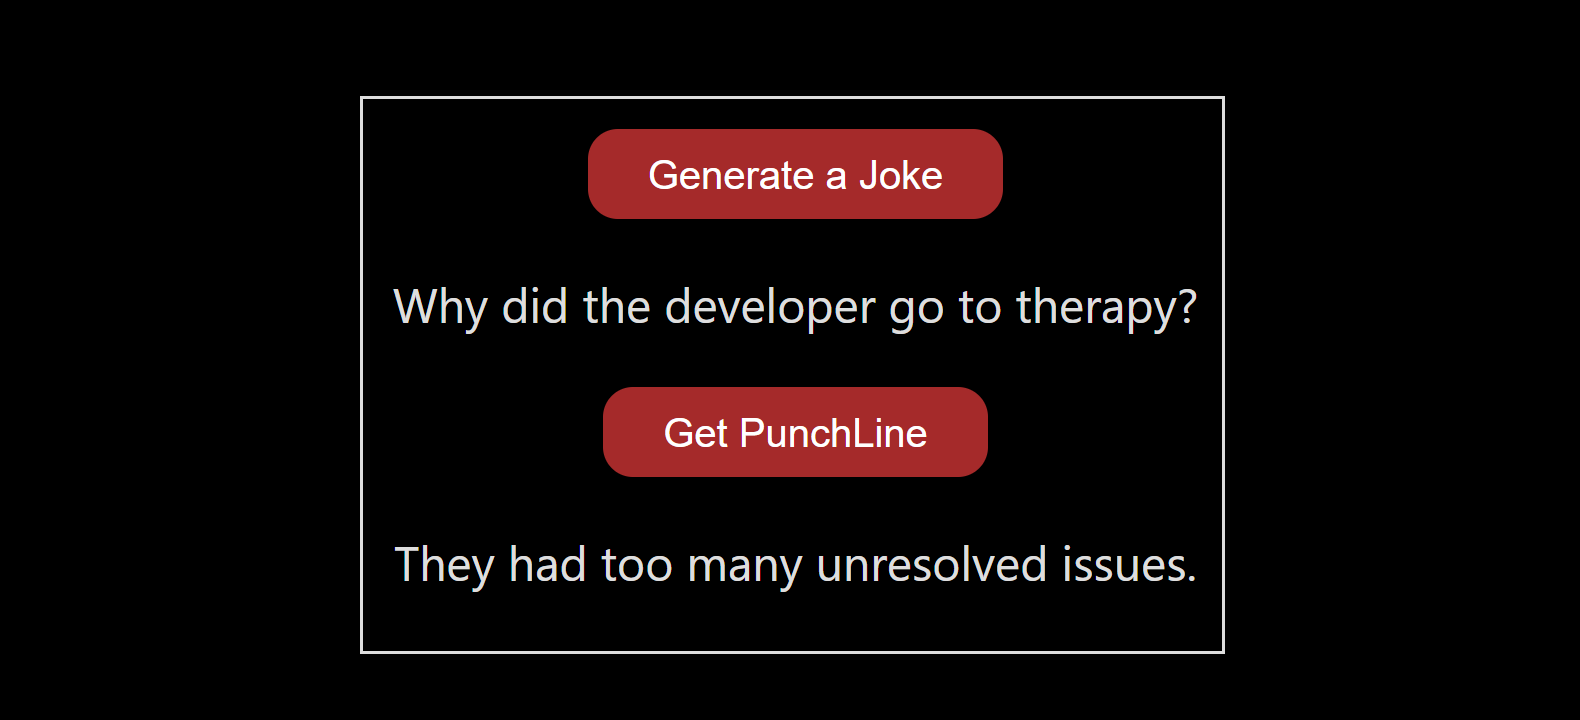 Generate a Joke
Why did the developer go to therapy?
Get PunchLine
They had too many unresolved issues.